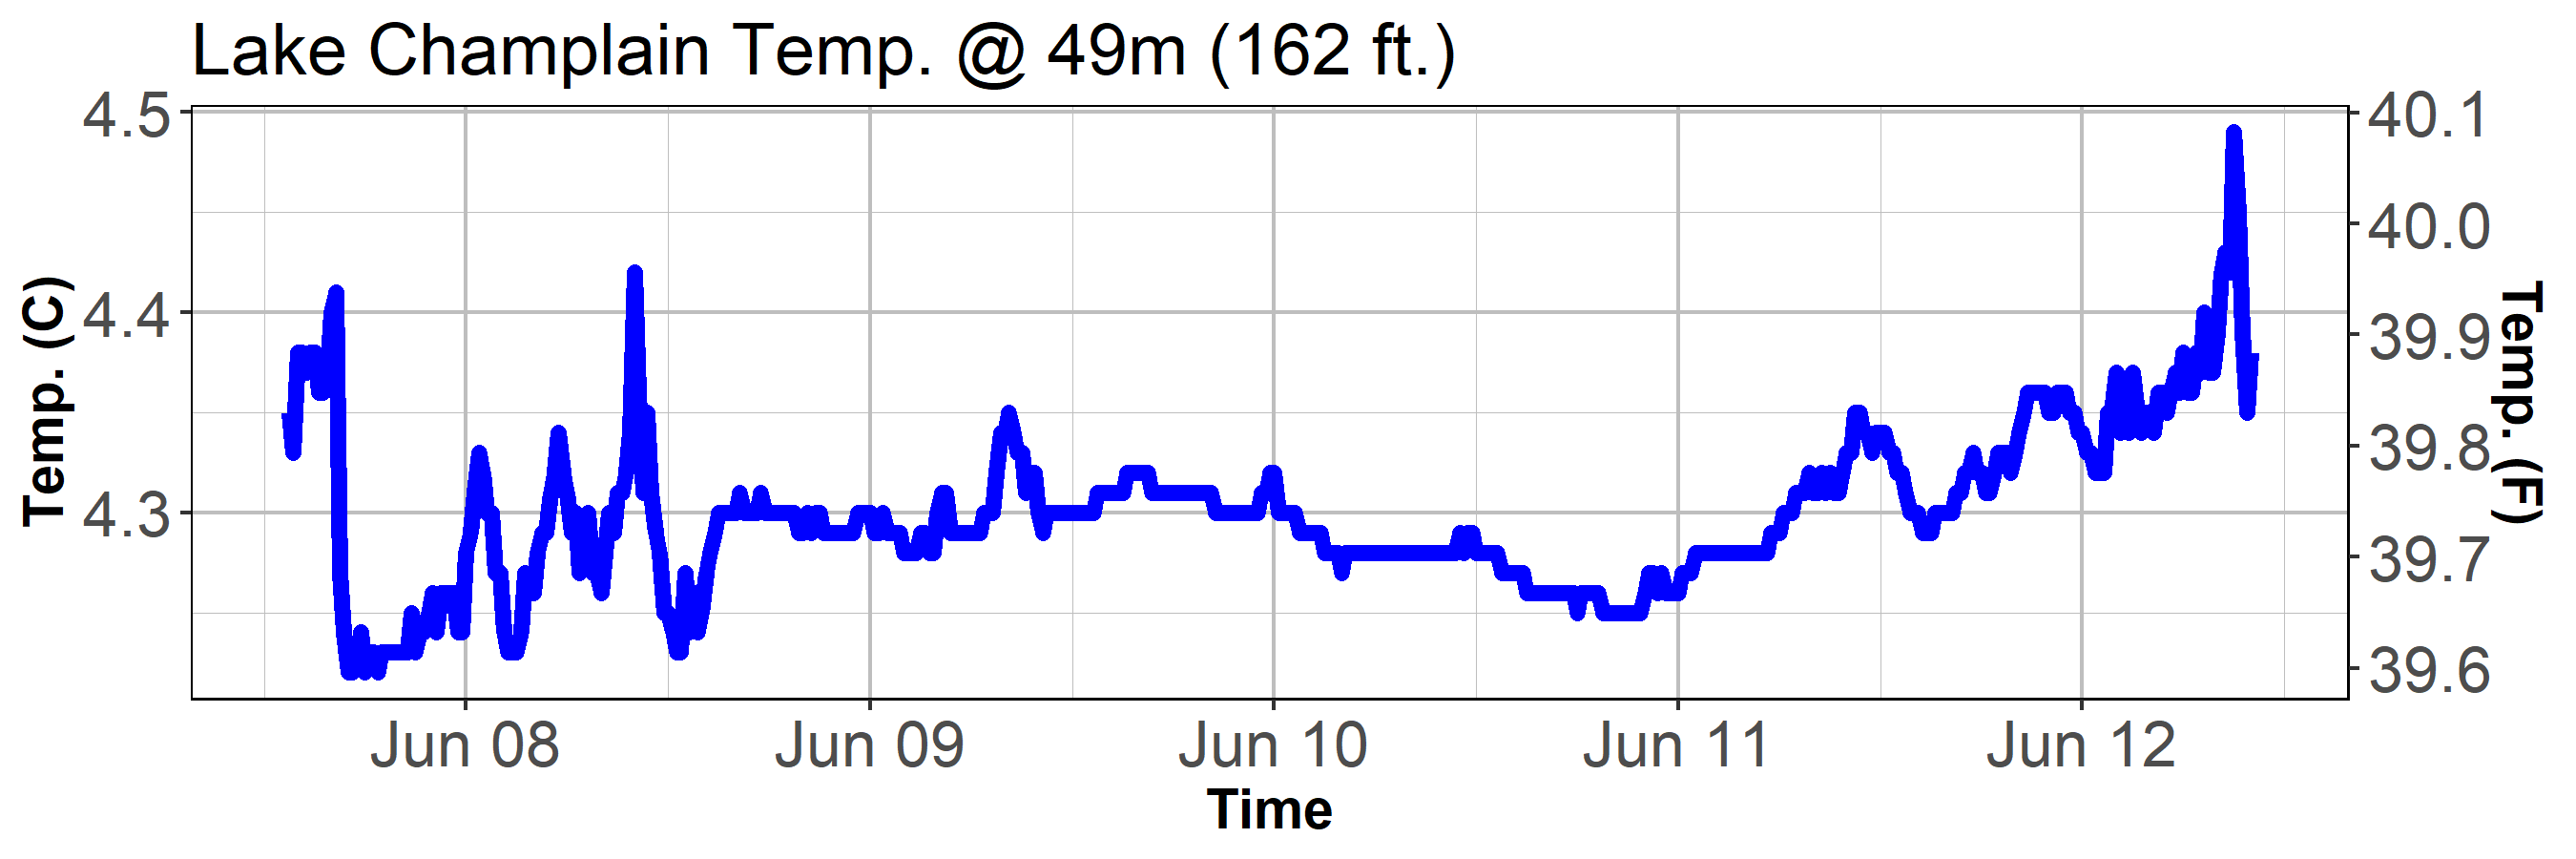 Lake Champlain Temp. @ 49m (162 ft.)
4.5
4.4
4.3
Temp. (C)
40.1
40.0
39.9
39.8
39.7
39.6
Temp. (F)
Jun 08 Jun 09 Jun 10 Jun 11 Jun 12
Time